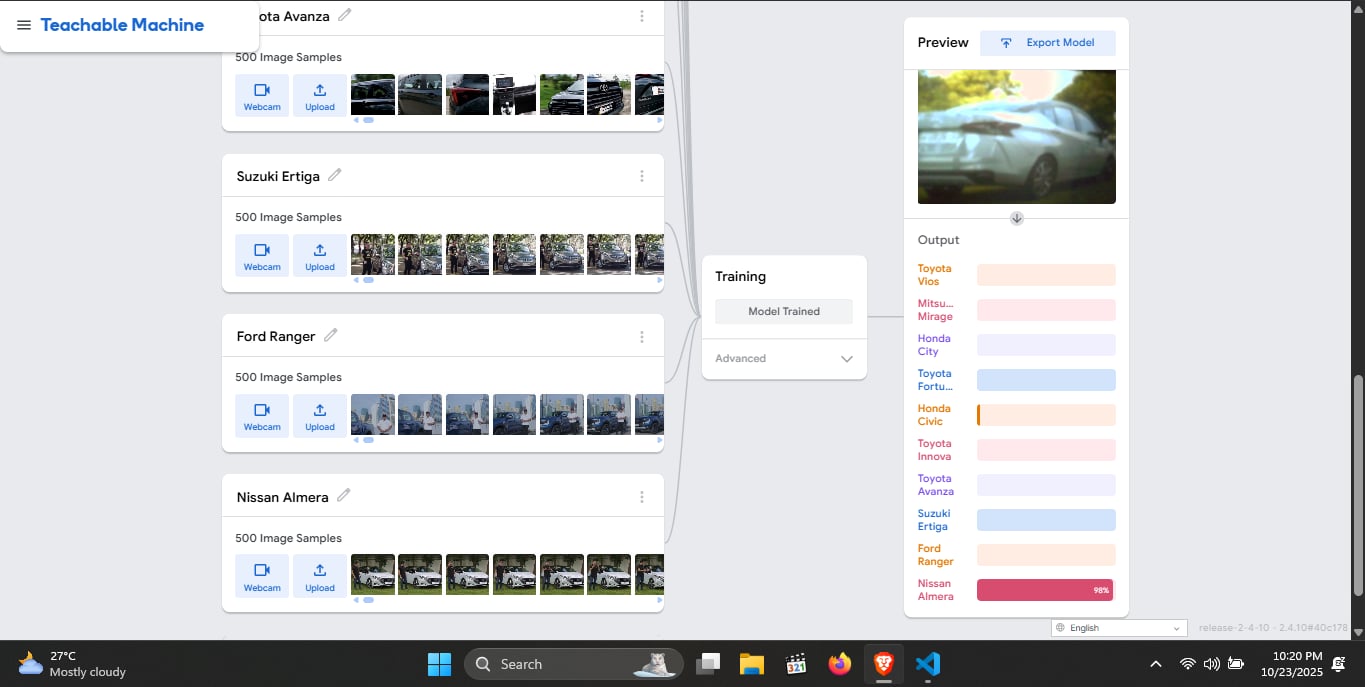 Teachable Machine
ota Avanza
500 Image Samples
Webcam
Upload
Suzuki Ertiga
500 Image Samples
Webcam
Upload
Ford Ranger
500 Image Samples
Webcam
Upload
Nissan Almera
500 Image Samples
Webcam
Upload
Training
Model Trained
Advanced
Preview
Export Model
Output
Toyota
Vios
Mitsu...
Mirage
Honda
City
Toyota
Fortu...
Honda
Civic
Toyota
Innova
Toyota
Avanza
Suzuki
Ertiga
Ford
Ranger
Nissan
Almera
98%
English
release-2-4-10 - 2.4.10#40c178
27°C
Mostly cloudy
Search
321
10:20 PM
10/23/2025